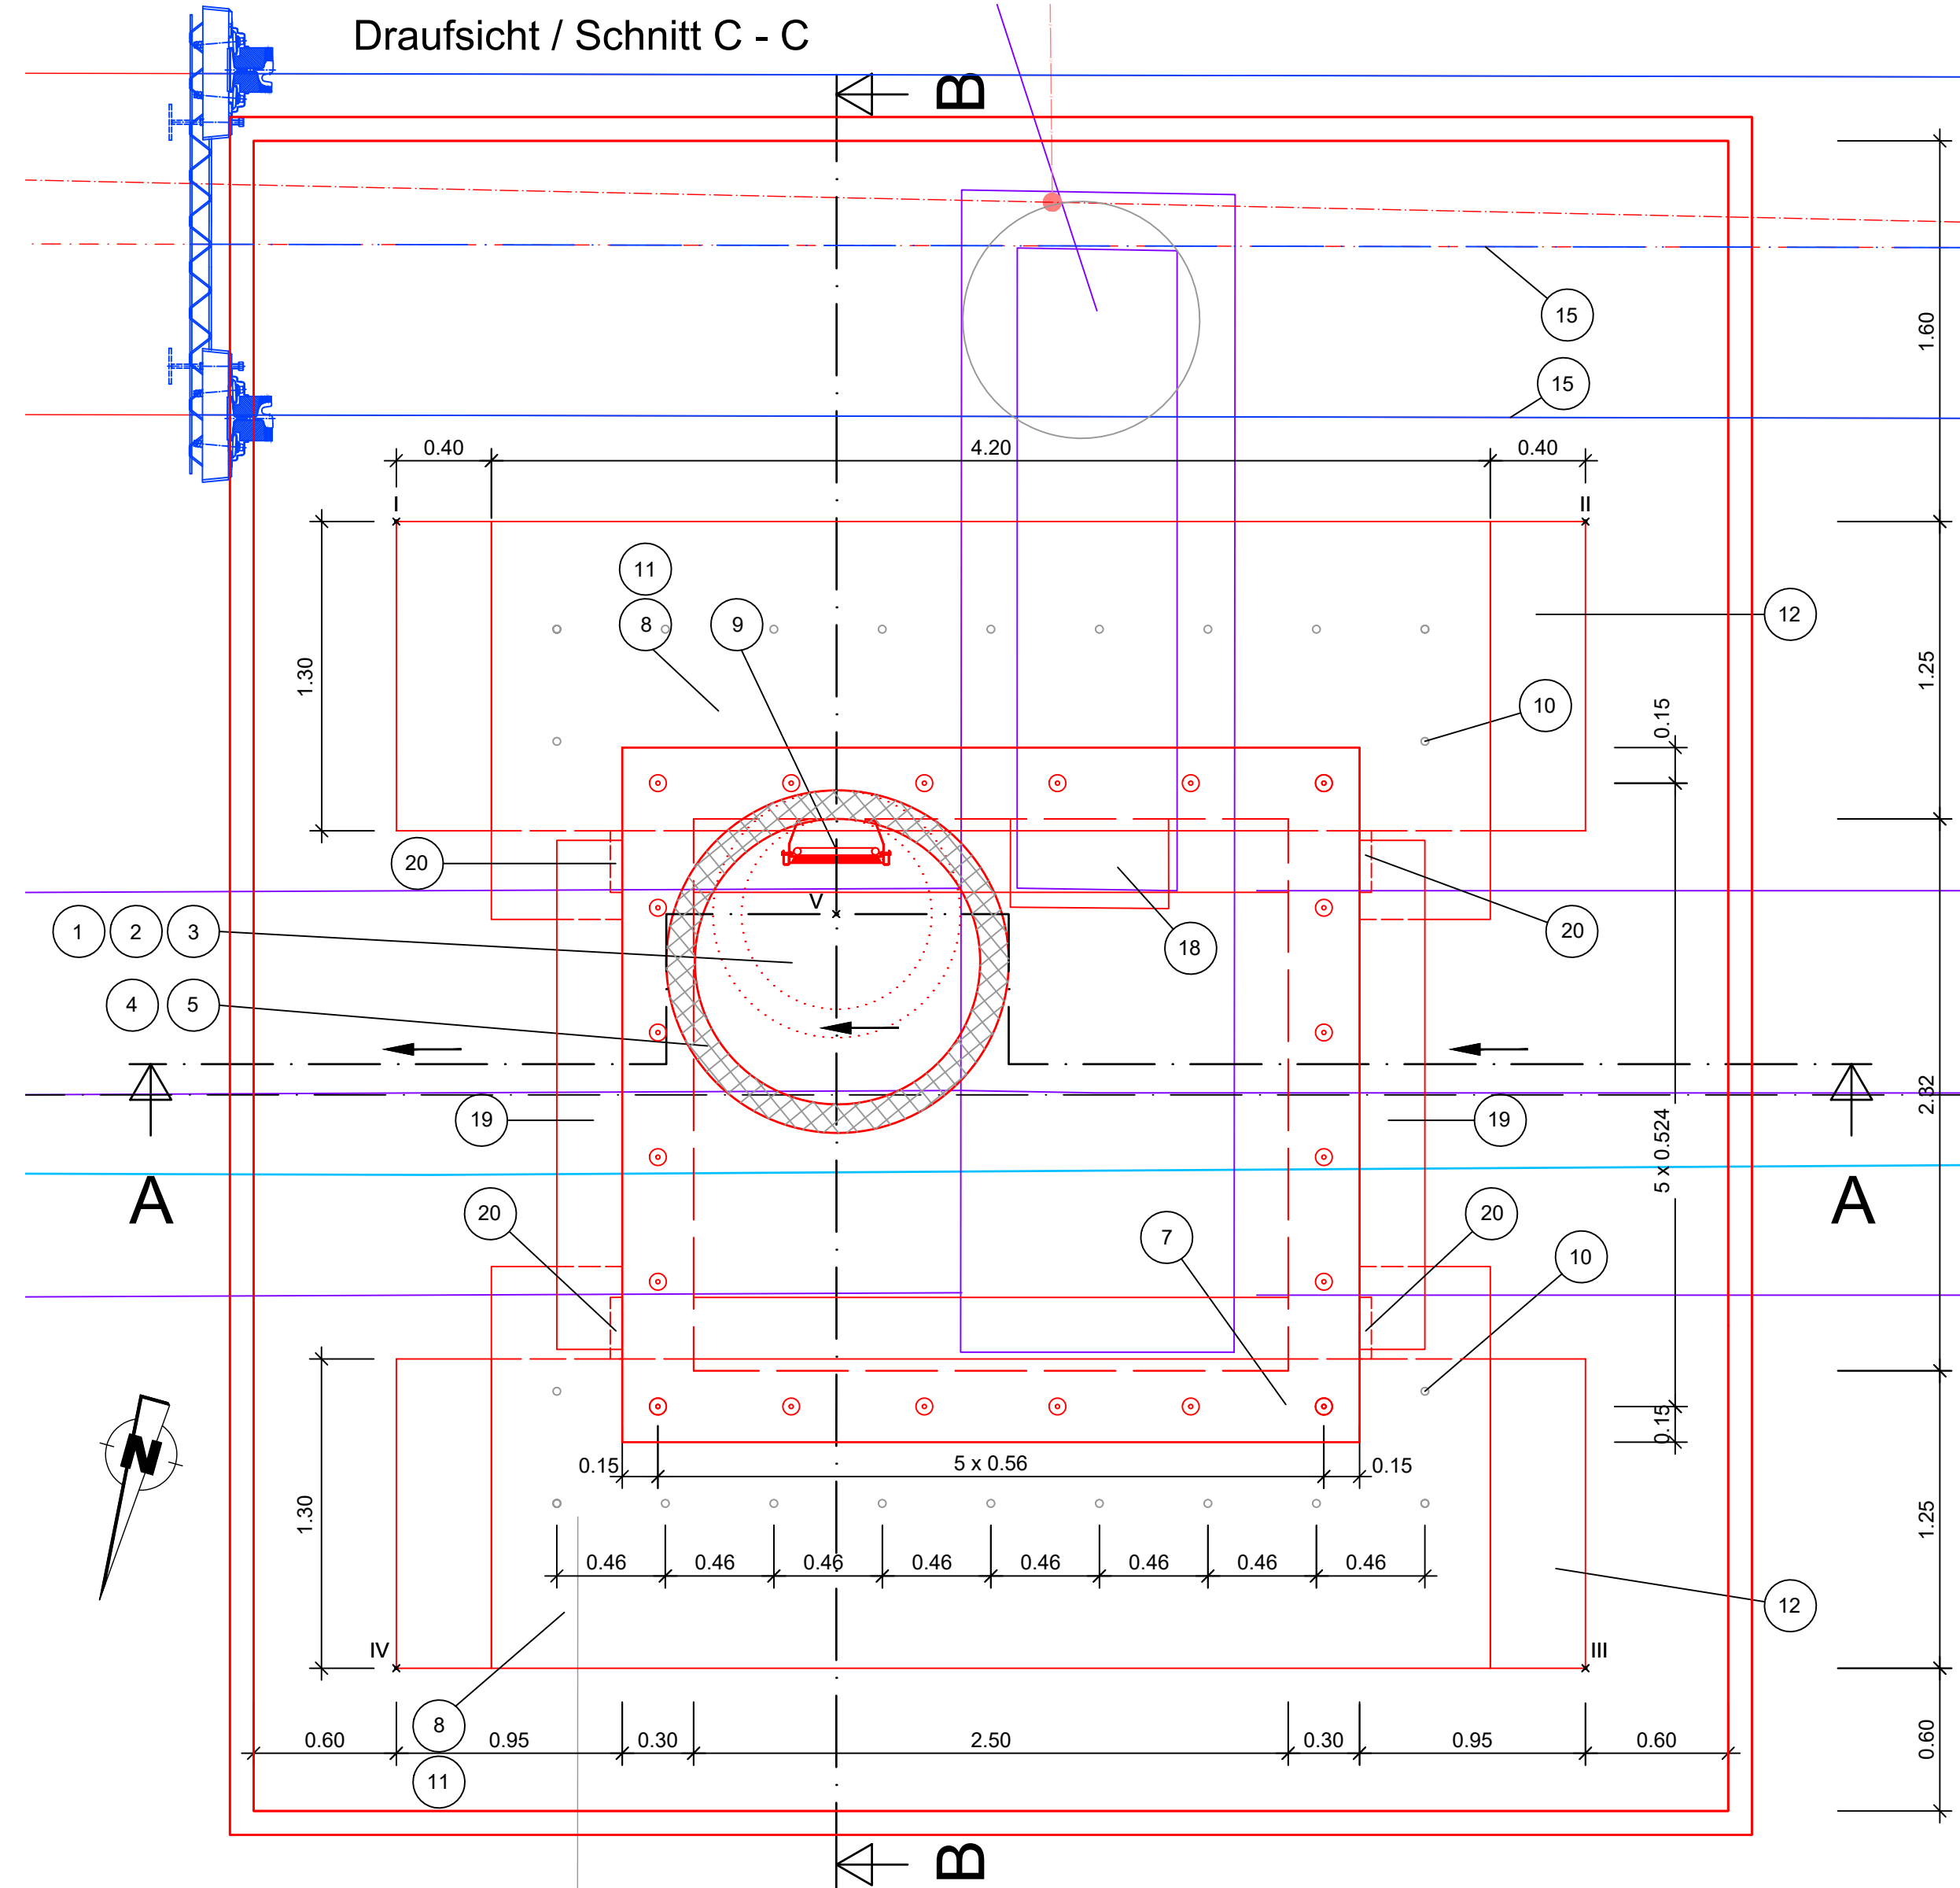 Draufsicht / Schnitt C - C
B
15
15
1.60
0.40 4.20 0.40
I II
11
8 9
12
1.30
1.25
10
0.15
20
V
1 2 3
18
20
4 5
19
19
2.32
5 x 0.524
A A
20
20
7
10
0.15
0.15 5 x 0.56 0.15
N
1.30
1.25
0.46 0.46 0.46 0.46 0.46 0.46 0.46 0.46
12
IV III
8
0.60 0.95 0.30 2.50 0.30 0.95 0.60
0.60
11
B